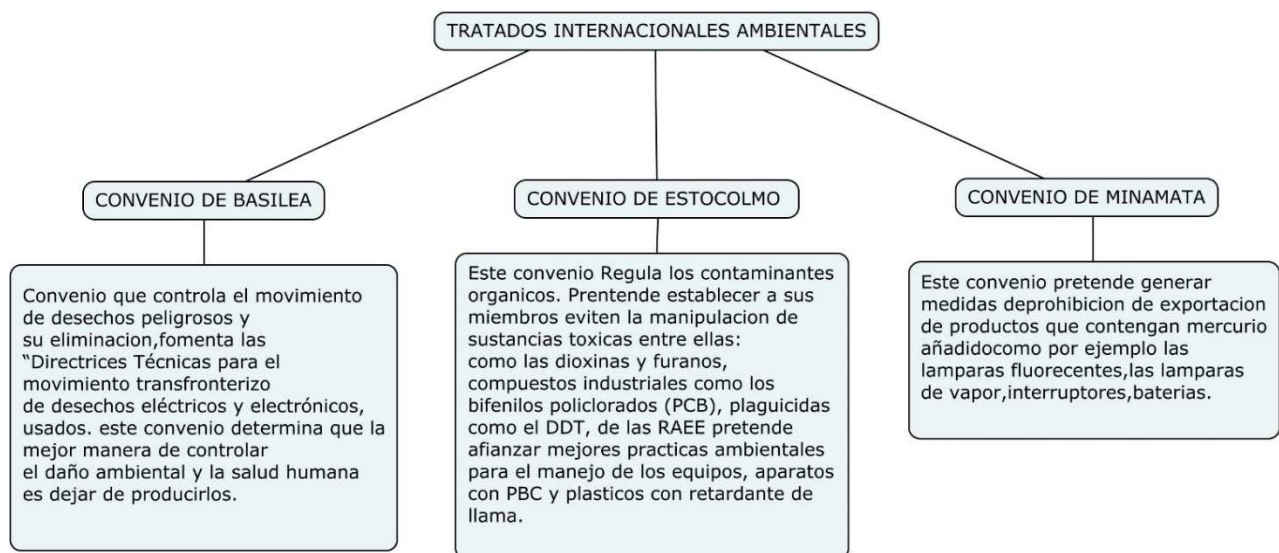 TRATADOS INTERNACIONALES AMBIENTALES
CONVENIO DE BASILEA
Convenio que controla el movimiento
de desechos peligrosos y
su eliminacion,fomenta las
“Directrices Técnicas para el
movimiento transfronterizo
de desechos eléctricos y electrónicos,
usados. este convenio determina que la
mejor manera de controlar
el daño ambiental y la salud humana
es dejar de producirlos.
CONVENIO DE ESTOCOLMO
Este convenio Regula los contaminantes
organicos. Prentende establecer a sus
miembros eviten la manipulacion de
sustancias toxicas entre ellas:
como las dioxinas y furanos,
compuestos industriales como los
bifenilos policlorados (PCB), plaguicidas
como el DDT, de las RAEE pretende
afianzar mejores practicas ambientales
para el manejo de los equipos, aparatos
con PBC y plasticos con retardante de
llama.
CONVENIO DE MINAMATA
Este convenio pretende generar
medidas deprohibicion de exportacion
de productos que contengan mercurio
añadidocomo por ejemplo las
lamparas fluorecentes,las lamparas
de vapor,interruptores,baterias.